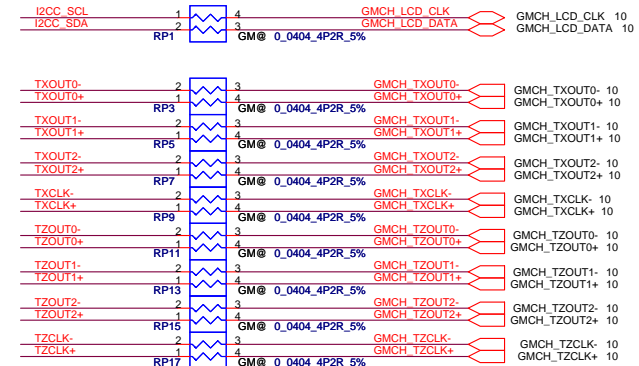 I2CC_SCL 1 4 GMCH_LCD_CLK GMCH_LCD_CLK 10
I2CC_SDA 2 3 GMCH_LCD_DATA GMCH_LCD_DATA 10
RP1 GM@ 0_0404_4P2R_5%
TXOUT0- 2 3 GMCH_TXOUT0- GMCH_TXOUT0- 10
TXOUT0+ 1 4 GMCH_TXOUT0+ GMCH_TXOUT0+ 10
RP3 GM@ 0_0404_4P2R_5%
TXOUT1- 2 3 GMCH_TXOUT1- GMCH_TXOUT1- 10
TXOUT1+ 1 4 GMCH_TXOUT1+ GMCH_TXOUT1+ 10
RP5 GM@ 0_0404_4P2R_5%
TXOUT2- 2 3 GMCH_TXOUT2- GMCH_TXOUT2- 10
TXOUT2+ 1 4 GMCH_TXOUT2+ GMCH_TXOUT2+ 10
RP7 GM@ 0_0404_4P2R_5%
TXCLK- 2 3 GMCH_TXCLK- GMCH_TXCLK- 10
TXCLK+ 1 4 GMCH_TXCLK+ GMCH_TXCLK+ 10
RP9 GM@ 0_0404_4P2R_5%
TZOUT0- 2 3 GMCH_TZOUT0- GMCH_TZOUT0- 10
TZOUT0+ 1 4 GMCH_TZOUT0+ GMCH_TZOUT0+ 10
RP11 GM@ 0_0404_4P2R_5%
TZOUT1- 2 3 GMCH_TZOUT1- GMCH_TZOUT1- 10
TZOUT1+ 1 4 GMCH_TZOUT1+ GMCH_TZOUT1+ 10
RP13 GM@ 0_0404_4P2R_5%
TZOUT2- 2 3 GMCH_TZOUT2- GMCH_TZOUT2- 10
TZOUT2+ 1 4 GMCH_TZOUT2+ GMCH_TZOUT2+ 10
RP15 GM@ 0_0404_4P2R_5%
TZCLK- 2 3 GMCH_TZCLK- GMCH_TZCLK- 10
TZCLK+ 1 4 GMCH_TZCLK+ GMCH_TZCLK+ 10
RP17 GM@ 0_0404_4P2R_5%